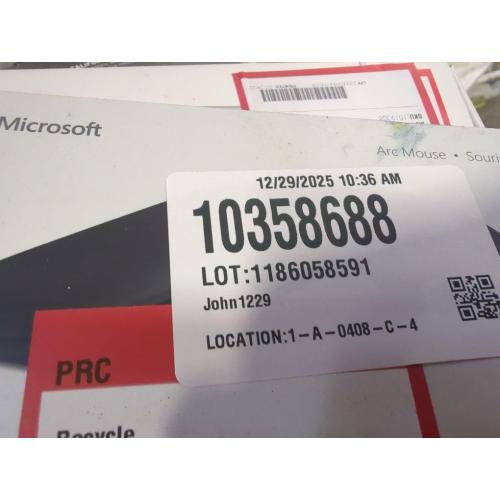 Microsoft
Arc Mouse • Souri
12/29/2025 10:36 AM
10358688
LOT:1186058591
John1229
LOCATION:1-A-0408-C-4
PRC
Recycle